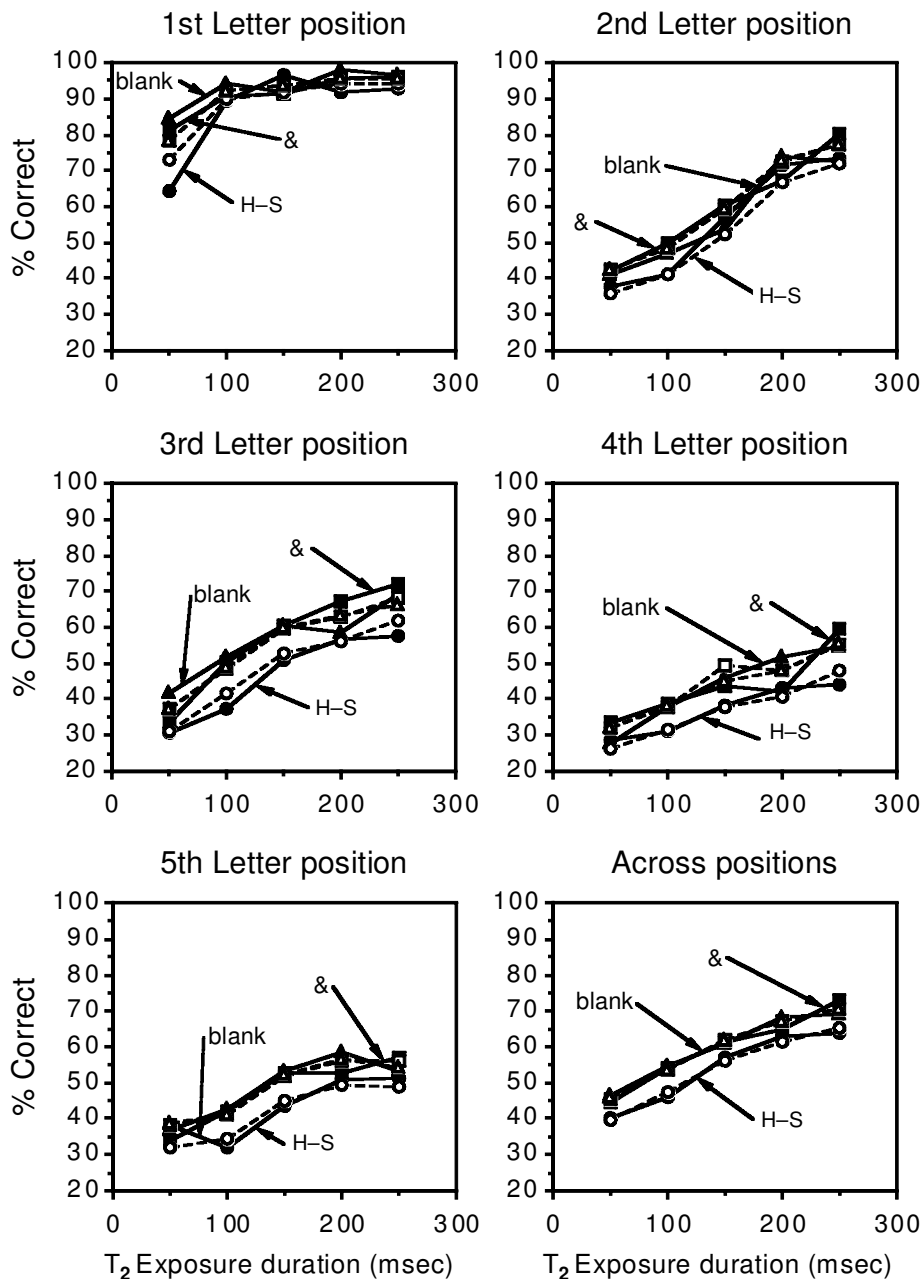 1st Letter position
100
90
80
70
60
50
40
30
20
% Correct
blank
&
H–S
0 100 200 300
2nd Letter position
100
90
80
70
60
50
40
30
20
blank
&
H–S
0 100 200 300
3rd Letter position
100
90
80
70
60
50
40
30
20
% Correct
&
blank
H–S
0 100 200 300
4th Letter position
100
90
80
70
60
50
40
30
20
blank
&
H–S
0 100 200 300
5th Letter position
100
90
80
70
60
50
40
30
20
% Correct
&
blank
H–S
0 100 200 300
T₂ Exposure duration (msec)
Across positions
100
90
80
70
60
50
40
30
20
&
blank
H–S
0 100 200 300
T₂ Exposure duration (msec)